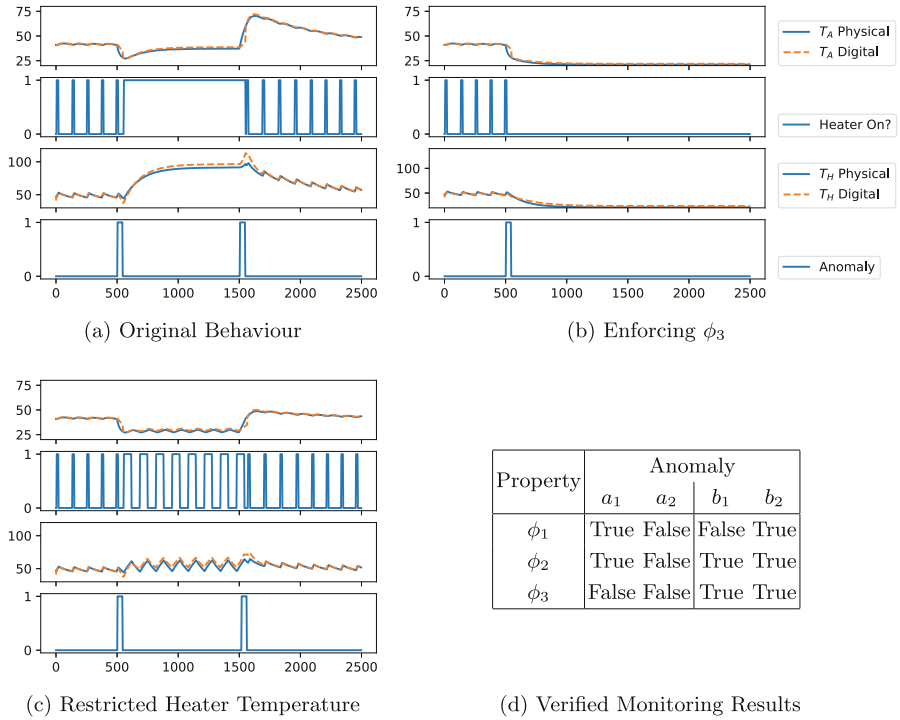 75
50
25
1
0
100
50
1
0
0 500 1000 1500 2000 2500
(a) Original Behaviour
75
50
25
1
0
100
50
1
0
0 500 1000 1500 2000 2500
(b) Enforcing ϕ₃
T_A Physical
T_A Digital
Heater On?
T_H Physical
T_H Digital
Anomaly
75
50
25
1
0
100
50
1
0
0 500 1000 1500 2000 2500
(c) Restricted Heater Temperature
Property Anomaly
a₁ a₂ b₁ b₂
ϕ₁ True False False True
ϕ₂ True False True True
ϕ₃ False False True True
(d) Verified Monitoring Results